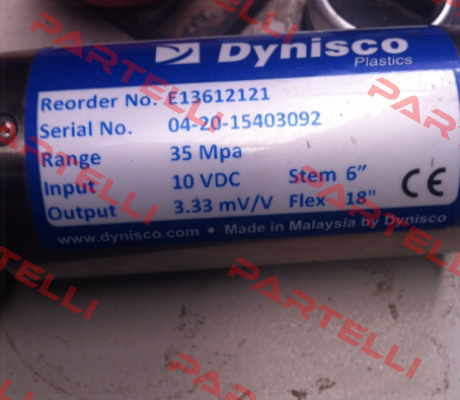 Dynisco
Plastics
Reorder No. E13612121
Serial No. 04-20-15403092
Range 35 Mpa
Input 10 VDC Stem 6"
Output 3.33 mV/V Flex 18"
CE
www.dynisco.com • Made in Malaysia by Dynisco
PARTELLI
PARTELLI
PARTELLI
PARTELLI
PARTELLI